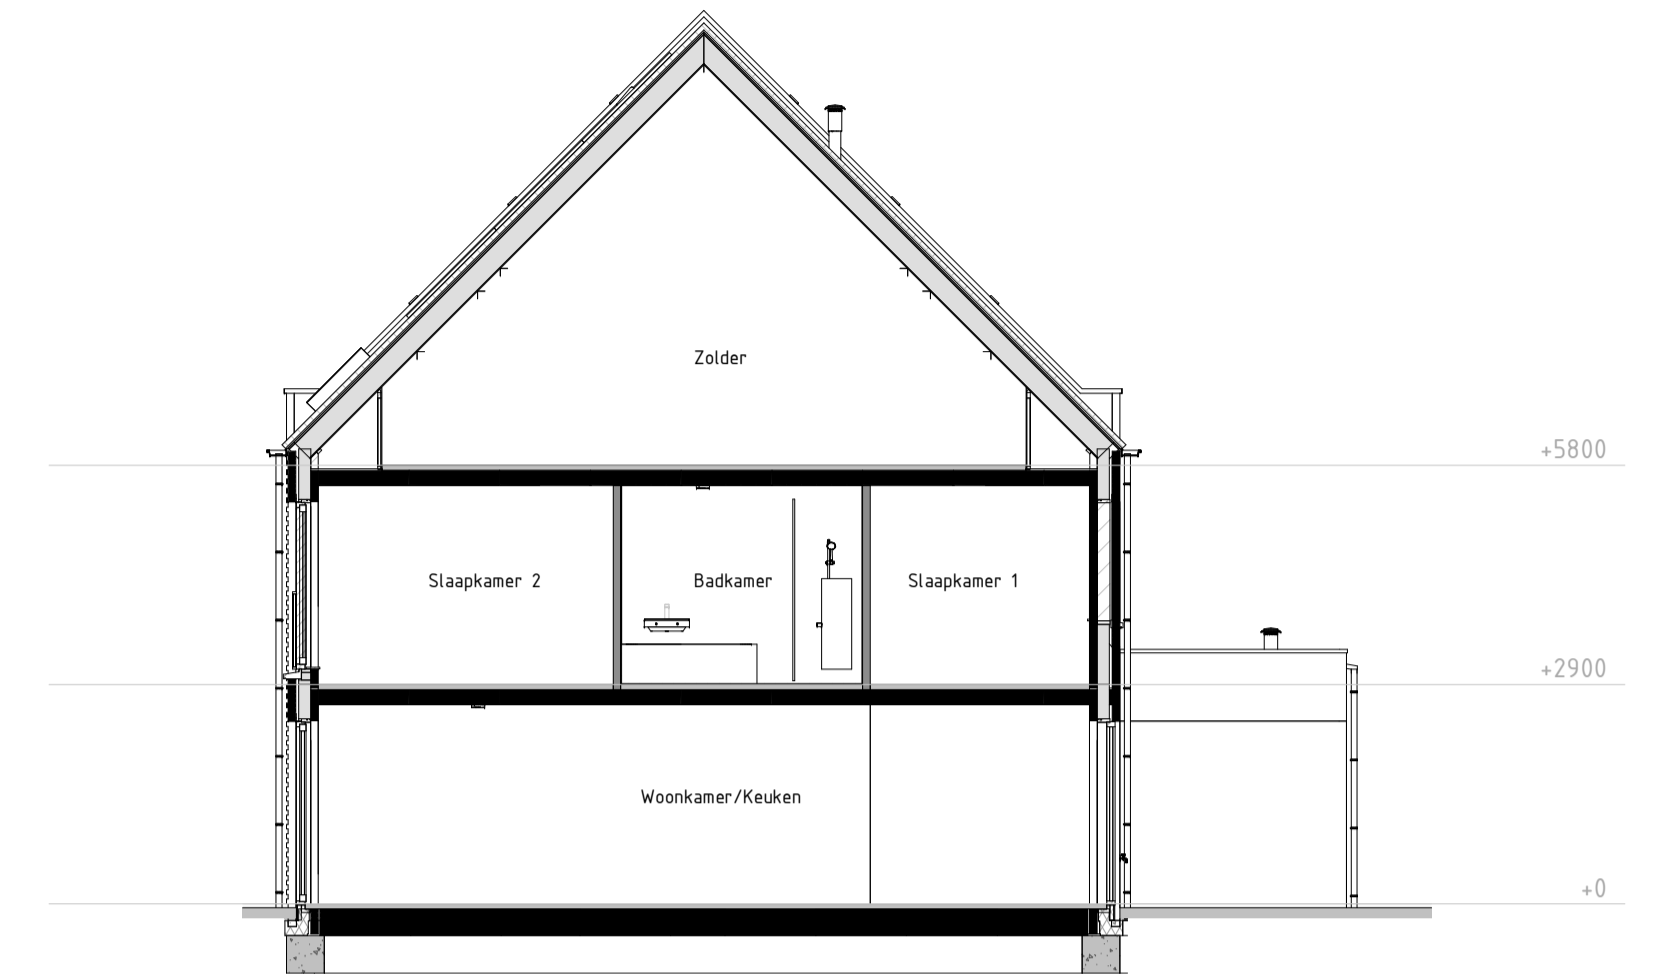 Zolder
+5800
Slaapkamer 2
Badkamer
Slaapkamer 1
+2900
Woonkamer/Keuken
+0